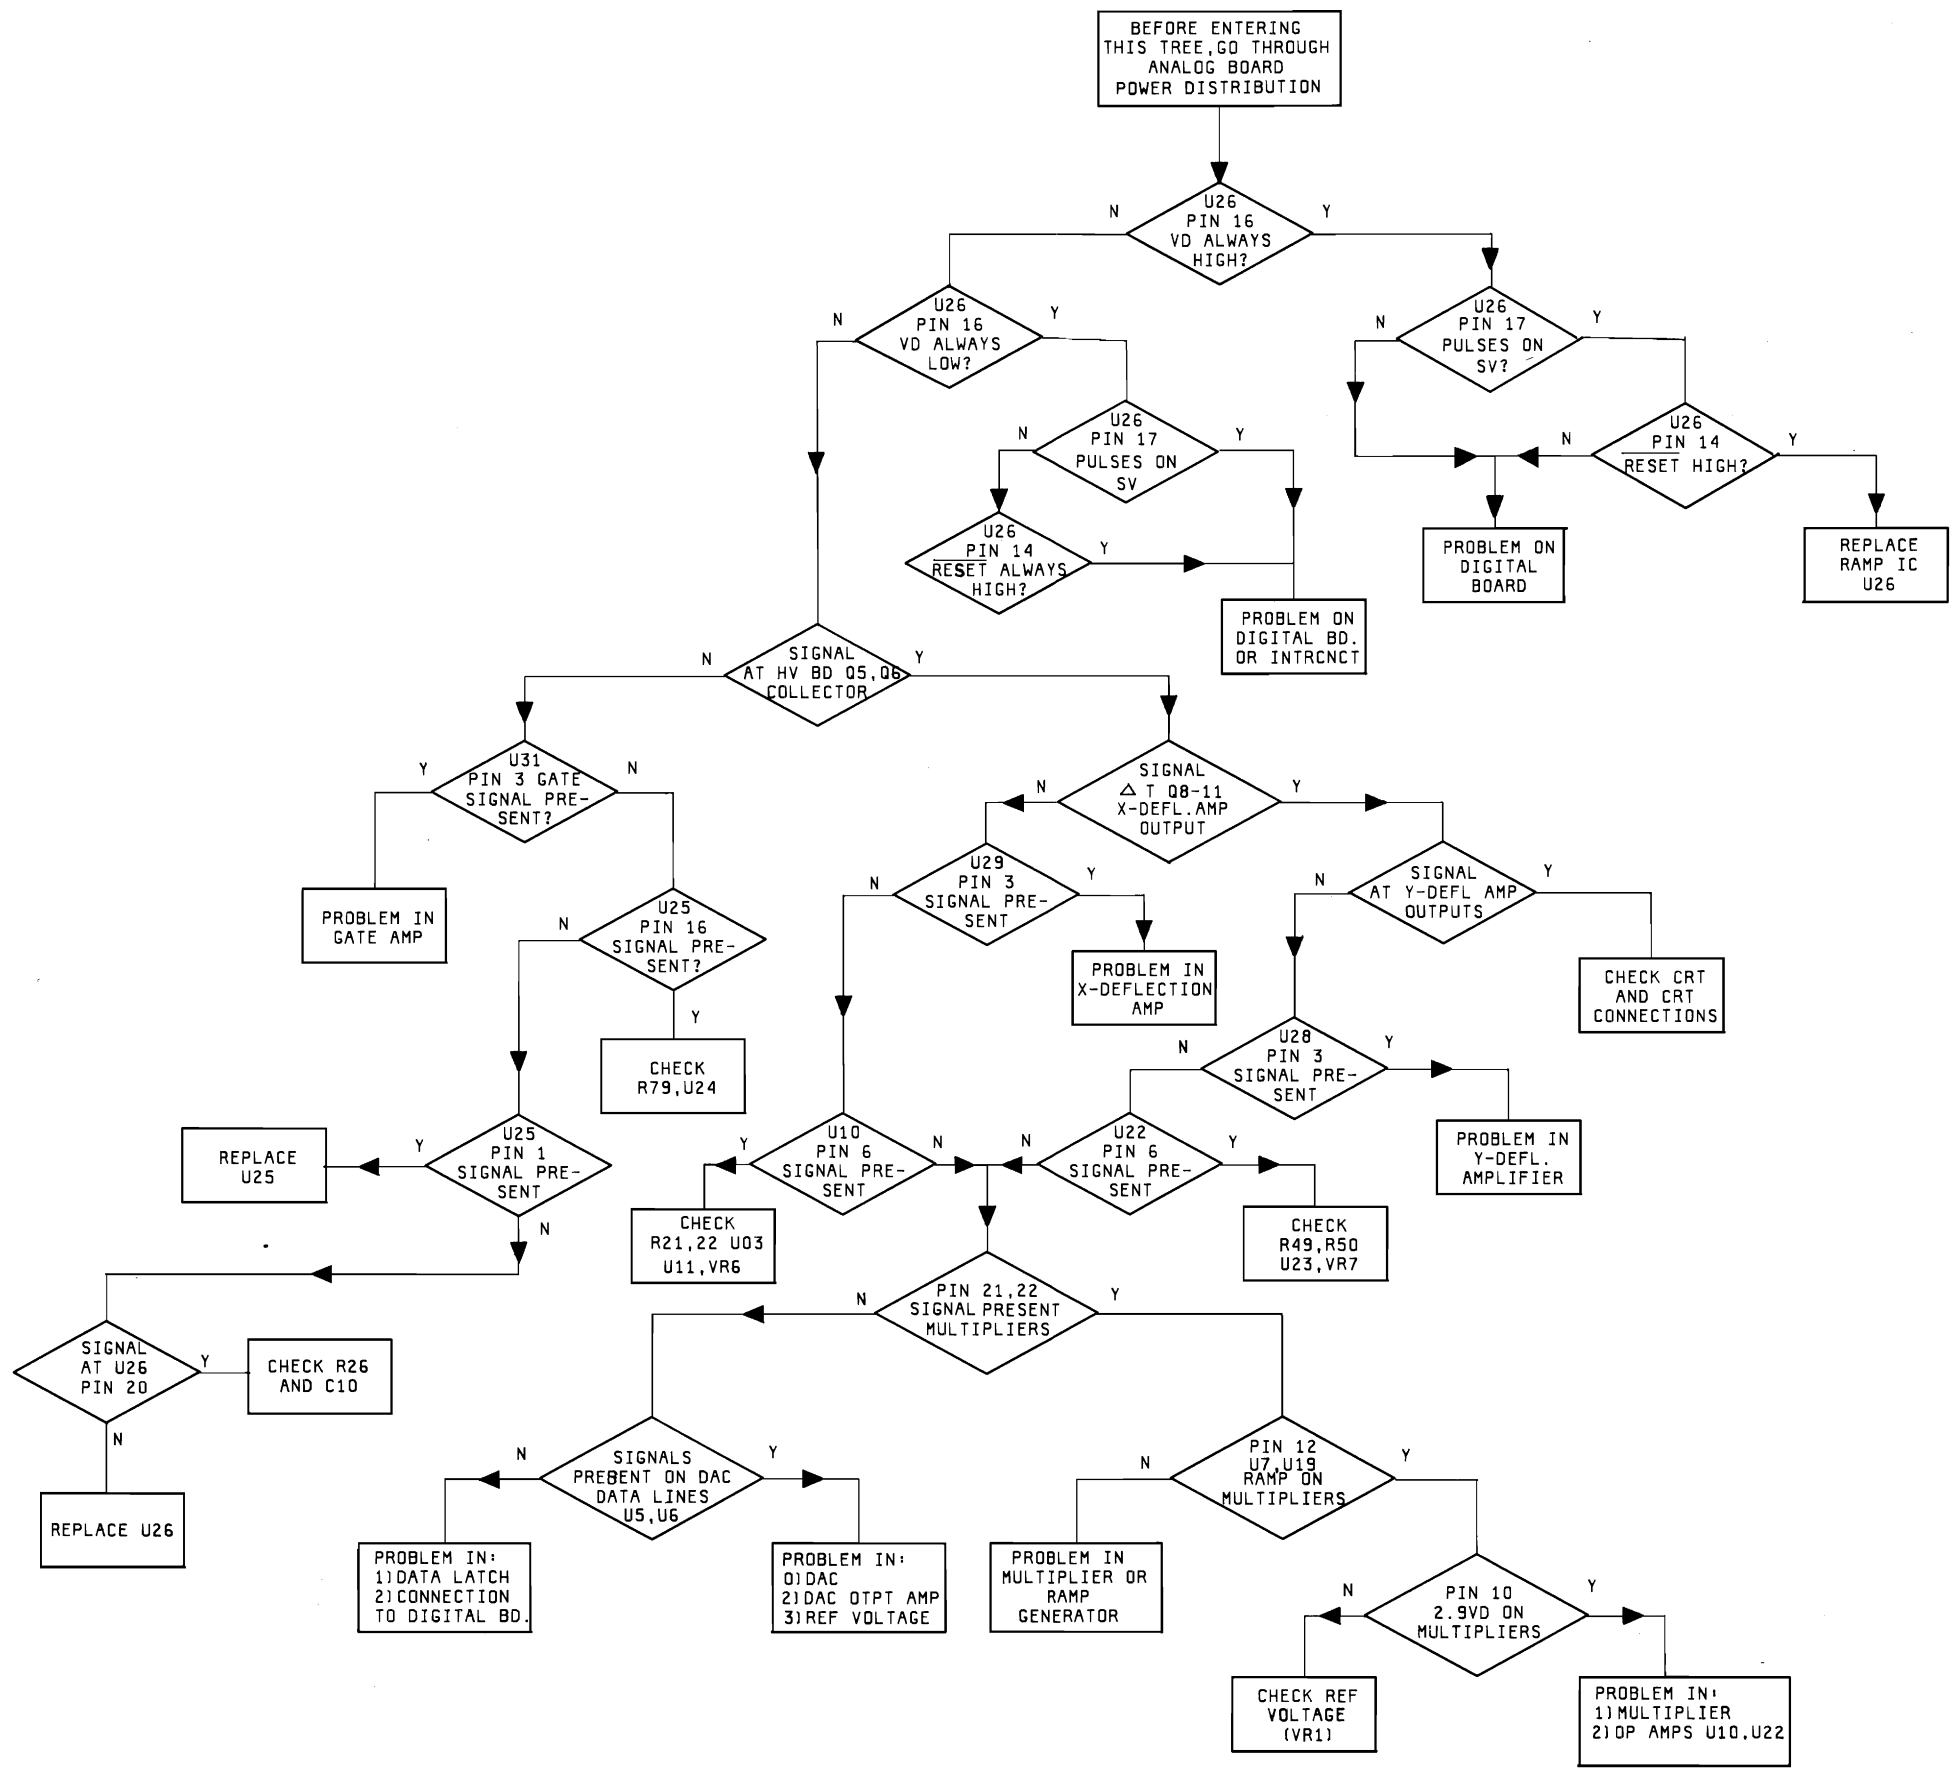 BEFORE ENTERING
THIS TREE,GO THROUGH
ANALOG BOARD
POWER DISTRIBUTION
N
U26
PIN 16
VD ALWAYS
HIGH?
Y
N
U26
PIN 16
VD ALWAYS
LOW?
Y
N
U26
PIN 17
PULSES ON
SV?
Y
N
U26
PIN 17
PULSES ON
SV
Y
N
U26
PIN 14
RESET HIGH?
Y
U26
PIN 14
RESET ALWAYS
HIGH?
Y
PROBLEM ON
DIGITAL
BOARD
REPLACE
RAMP IC
U26
PROBLEM ON
DIGITAL BD.
OR INTRCNCT
N
SIGNAL
AT HV BD Q5,Q6
COLLECTOR
Y
Y
U31
PIN 3 GATE
SIGNAL PRE-
SENT?
N
N
SIGNAL
△ T Q8-11
X-DEFL.AMP
OUTPUT
Y
PROBLEM IN
GATE AMP
N
U25
PIN 16
SIGNAL PRE-
SENT?
Y
N
U29
PIN 3
SIGNAL PRE-
SENT
Y
N
SIGNAL
AT Y-DEFL AMP
OUTPUTS
Y
PROBLEM IN
X-DEFLECTION
AMP
CHECK CRT
AND CRT
CONNECTIONS
CHECK
R79,U24
N
U28
PIN 3
SIGNAL PRE-
SENT
Y
REPLACE
U25
Y
U25
PIN 1
SIGNAL PRE-
SENT
N
Y
U10
PIN 6
SIGNAL PRE-
SENT
N
N
U22
PIN 6
SIGNAL PRE-
SENT
Y
PROBLEM IN
Y-DEFL.
AMPLIFIER
CHECK
R21,22 U03
U11,VR6
CHECK
R49,R50
U23,VR7
N
PIN 21,22
SIGNAL PRESENT
MULTIPLIERS
Y
SIGNAL
AT U26
PIN 20
Y
CHECK R26
AND C10
N
REPLACE U26
N
SIGNALS
PRESENT ON DAC
DATA LINES
U5,U6
Y
N
PIN 12
U7,U19
RAMP ON
MULTIPLIERS
Y
PROBLEM IN:
1)DATA LATCH
2)CONNECTION
TO DIGITAL BD.
PROBLEM IN:
0)DAC
2)DAC OTPT AMP
3)REF VOLTAGE
PROBLEM IN
MULTIPLIER OR
RAMP
GENERATOR
N
PIN 10
2.9VD ON
MULTIPLIERS
Y
CHECK REF
VOLTAGE
(VR1)
PROBLEM IN:
1)MULTIPLIER
2)OP AMPS U10,U22